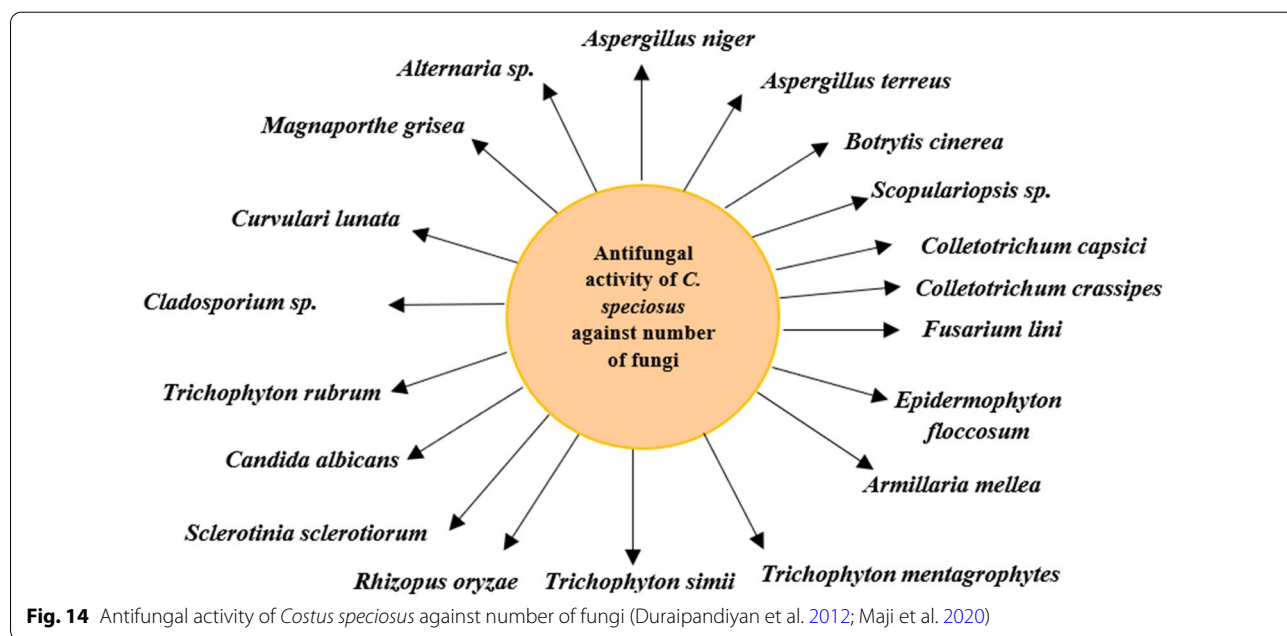 Aspergillus niger
Alternaria sp.
Aspergillus terreus
Magnaporthe grisea
Botrytis cinerea
Scopulariopsis sp.
Curvulari lunata
Colletotrichum capsici
Antifungal
activity of C.
speciosus
against number
of fungi
Colletotrichum crassipes
Cladosporium sp.
Fusarium lini
Trichophyton rubrum
Epidermophyton
floccosum
Candida albicans
Armillaria mellea
Sclerotinia sclerotiorum
Rhizopus oryzae
Trichophyton simii
Trichophyton mentagrophytes
Fig. 14 Antifungal activity of Costus speciosus against number of fungi (Duraipandiyan et al. 2012; Maji et al. 2020)